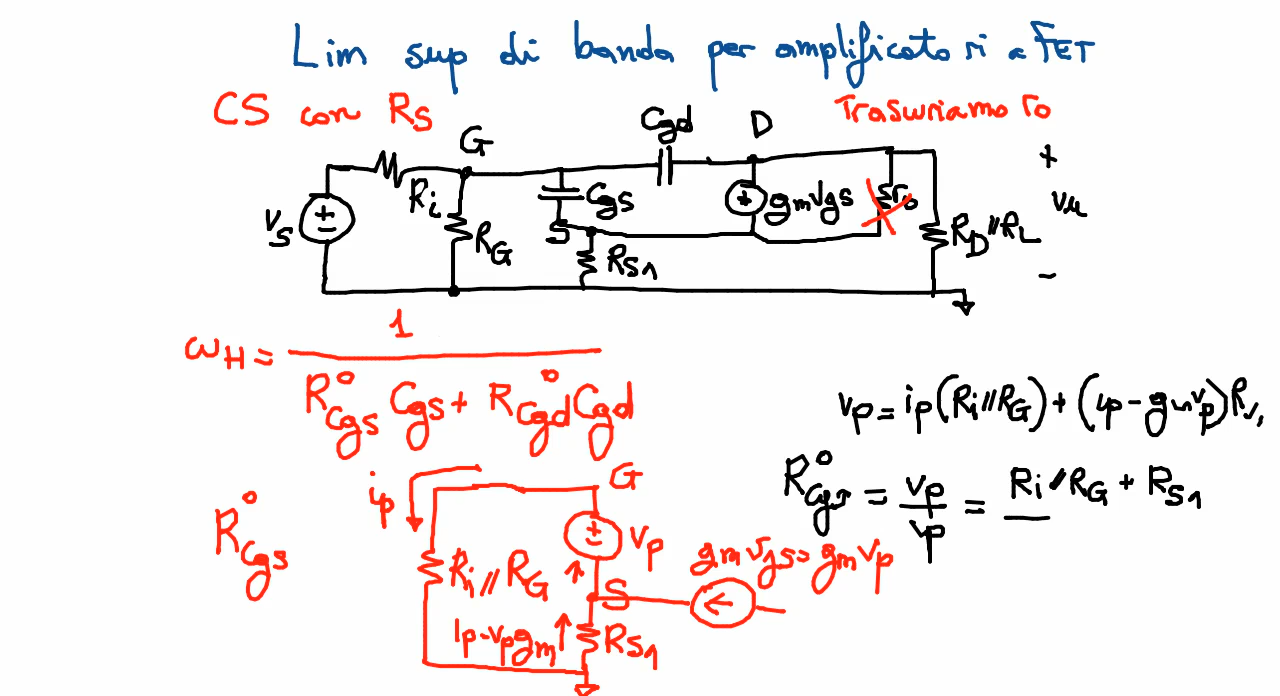 Lim sup di banda per amplificatori a FET
CS con RS
Trascuriamo ro
G
Cgd
D
+
Vs
Ri
RG
Cgs
S
RS1
gmVgs
ro
RD//RL
Vu
-
ωH = 1 / (R°Cgs Cgs + R°Cgd Cgd)
vp = ip(Ri//RG) + (ip - gmvp)RS1
R°Cgs = vp/vp = Ri//RG + RS1
R°Cgs
ip
G
vp
Ri//RG
gmvgs = gmvp
S
ip - vpgm
RS1